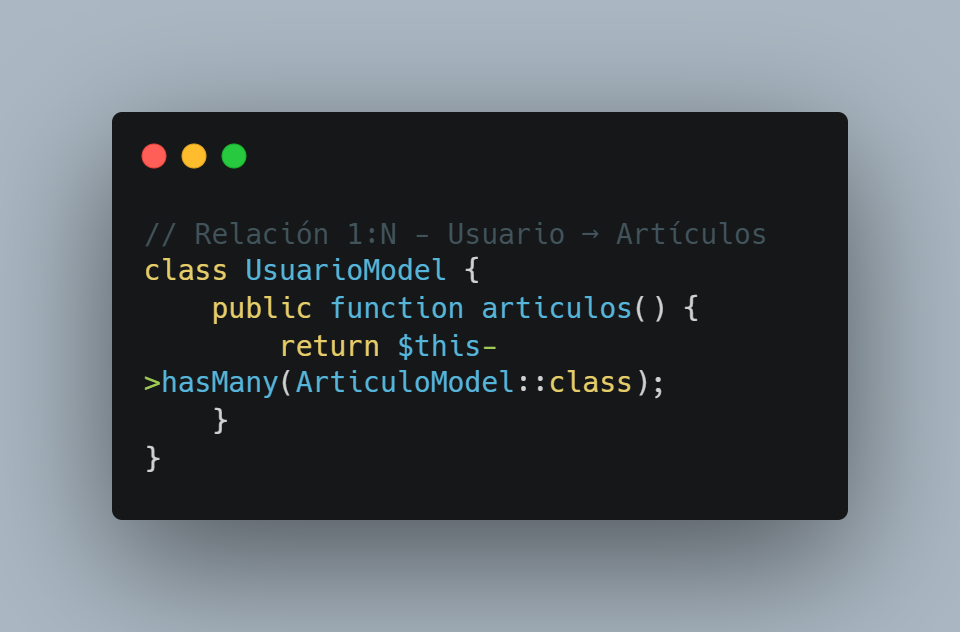 // Relación 1:N - Usuario → Artículos
class UsuarioModel {
    public function articulos() {
        return $this-
>hasMany(ArticuloModel::class);
    }
}